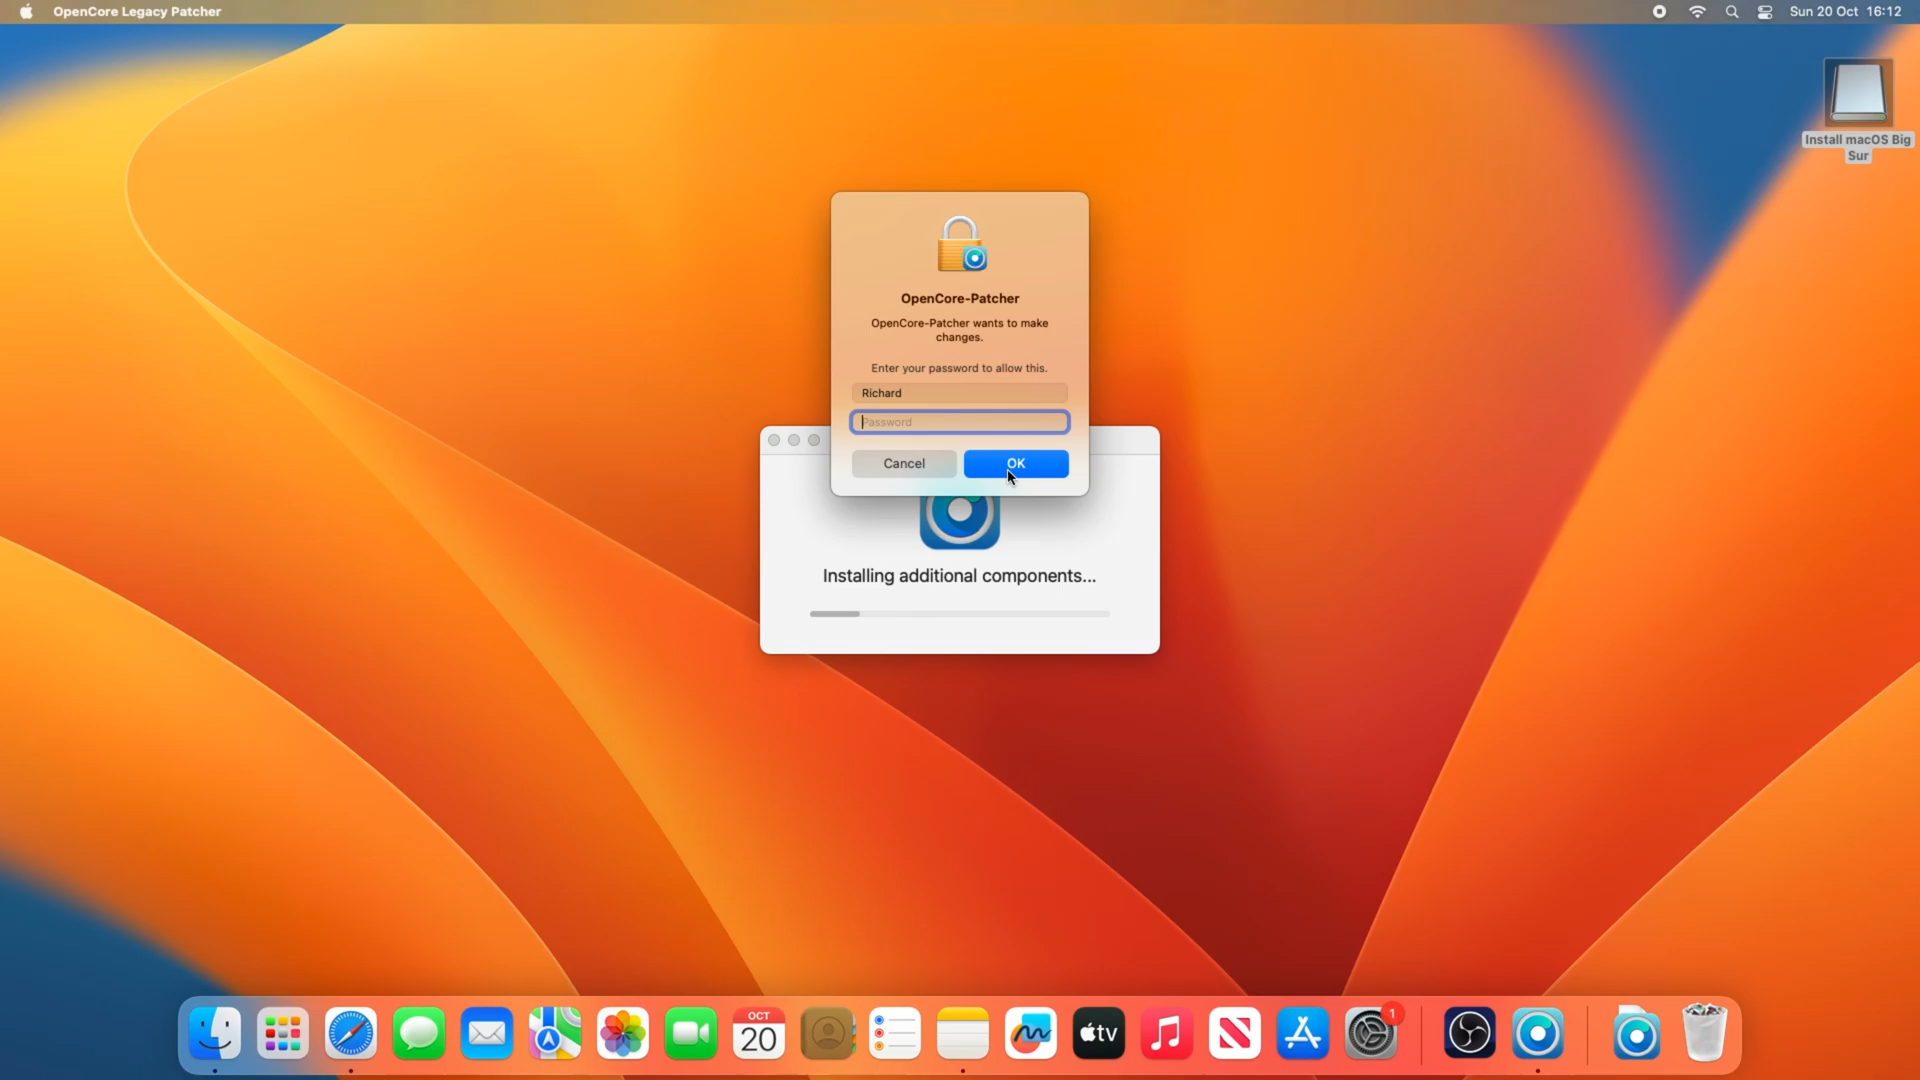 OpenCore Legacy Patcher
Sun 20 Oct 16:12
Install macOS Big
Sur
OpenCore-Patcher
OpenCore-Patcher wants to make
changes.
Enter your password to allow this.
Richard
Password
Cancel
OK
Installing additional components...
OCT
20
tv
1